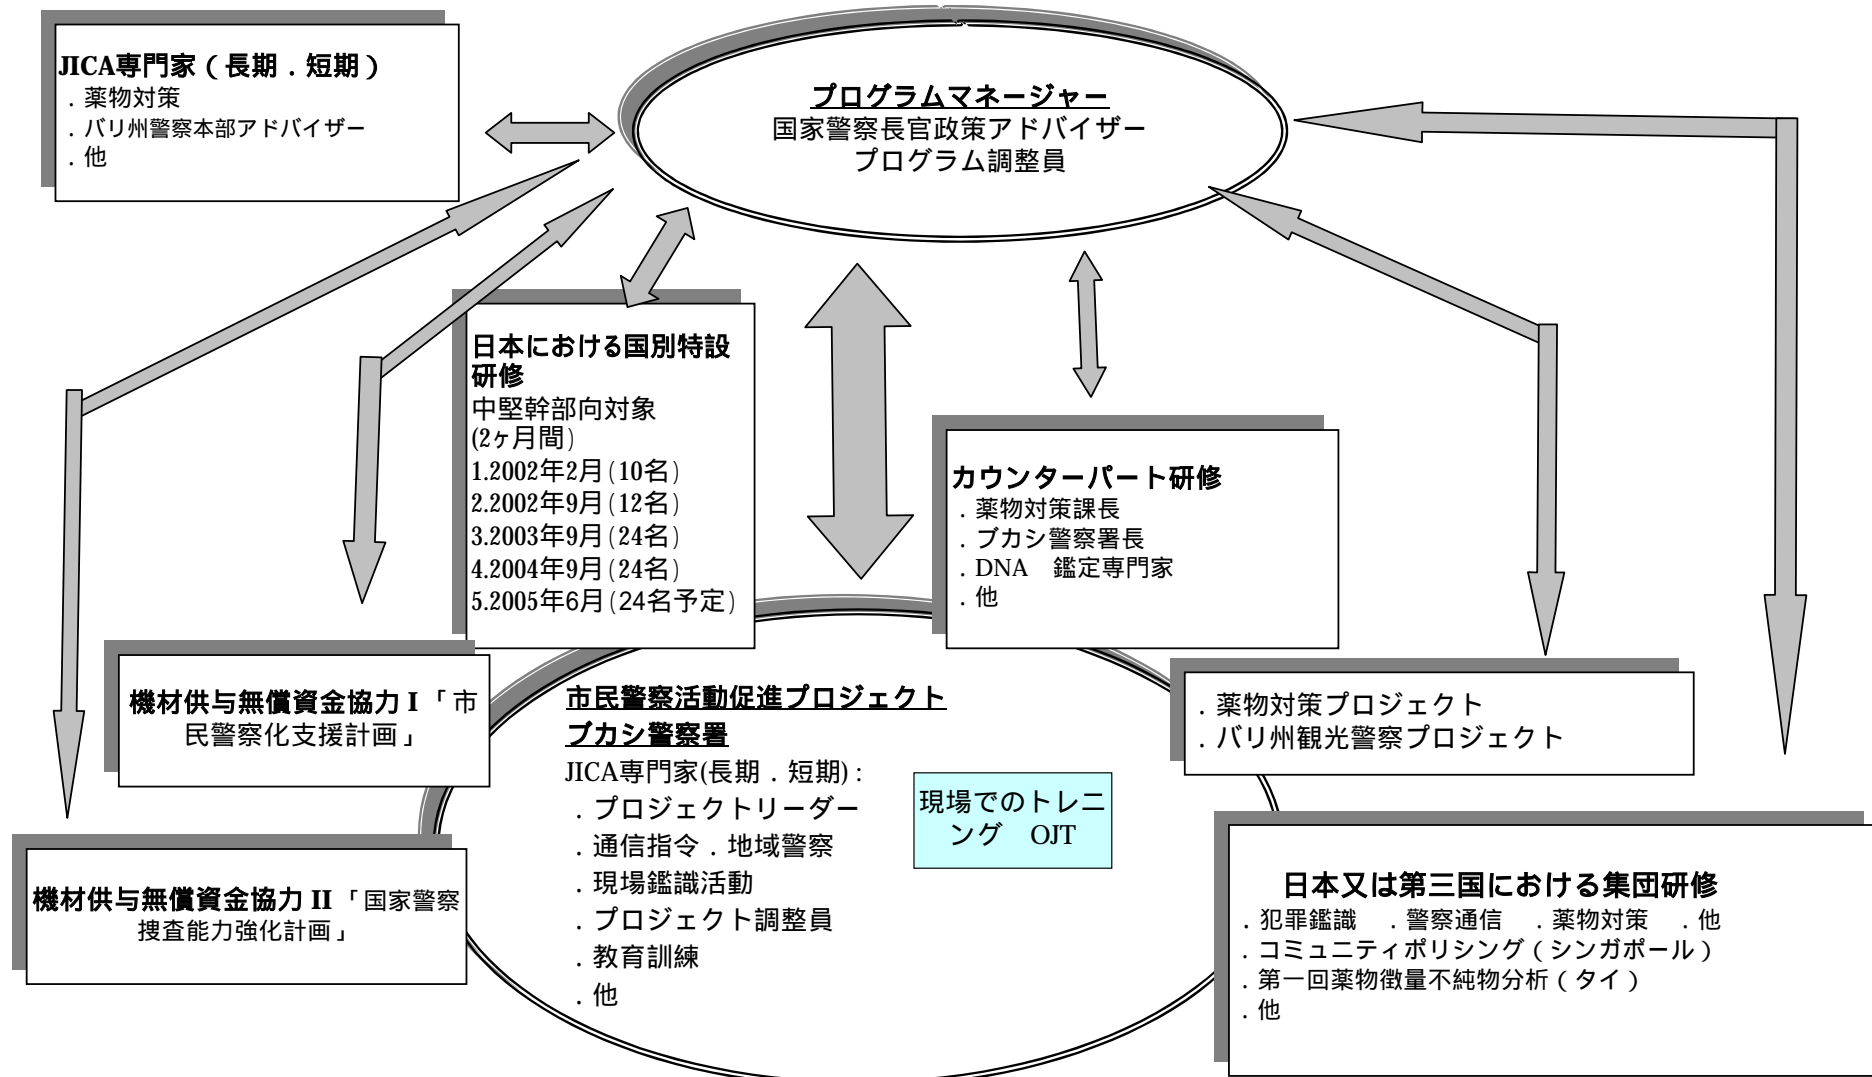 JICA専門家（長期．短期）
．薬物対策
．バリ州警察本部アドバイザー
．他
プログラムマネージャー
国家警察長官政策アドバイザー
プログラム調整員
日本における国別特設
研修
中堅幹部向対象
(2ヶ月間)
1.2002年2月(10名)
2.2002年9月(12名)
3.2003年9月(24名)
4.2004年9月(24名)
5.2005年6月(24名予定)
カウンターパート研修
．薬物対策課長
．ブカシ警察署長
．DNA　鑑定専門家
．他
機材供与無償資金協力 I 「市
民警察化支援計画」
機材供与無償資金協力 II 「国家警察
捜査能力強化計画」
市民警察活動促進プロジェクト
ブカシ警察署
JICA専門家(長期．短期)：
．プロジェクトリーダー
．通信指令．地域警察
．現場鑑識活動
．プロジェクト調整員
．教育訓練
．他
現場でのトレニ
ング　OJT
．薬物対策プロジェクト
．バリ州観光警察プロジェクト
日本又は第三国における集団研修
．犯罪鑑識　．警察通信　．薬物対策　．他
．コミュニティポリシング（シンガポール）
．第一回薬物微量不純物分析（タイ）
．他